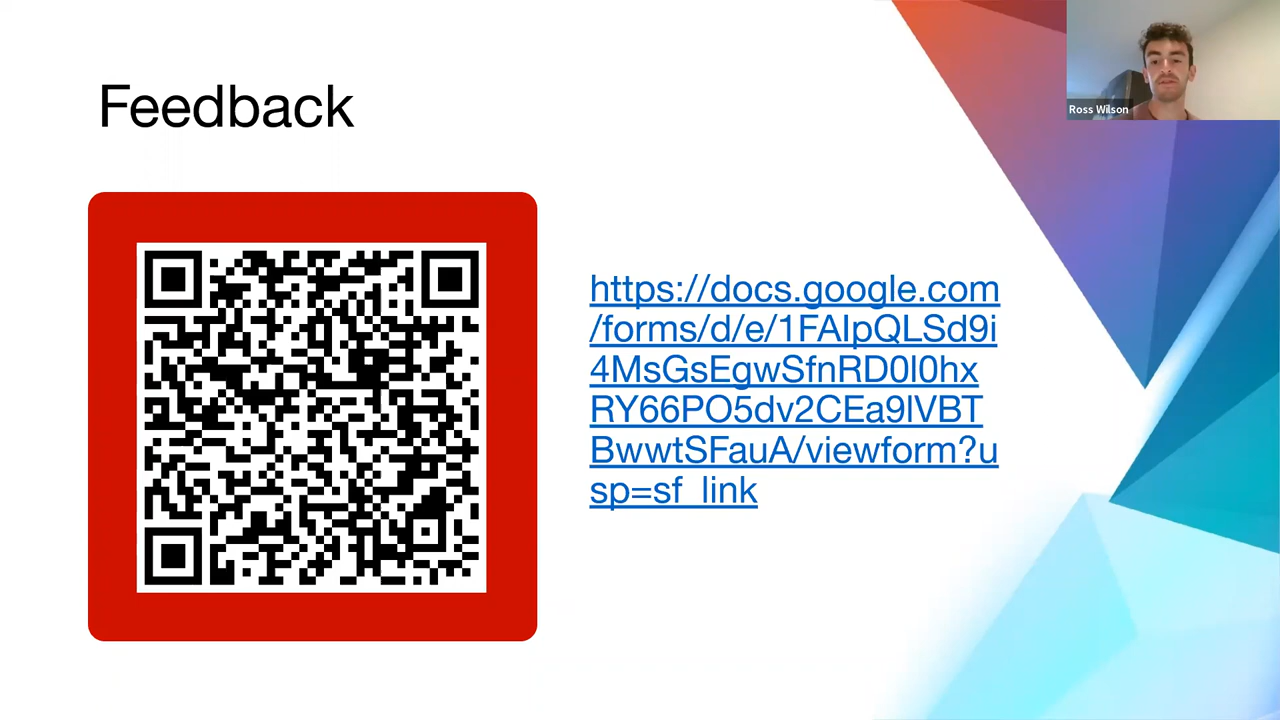 Feedback
Ross Wilson
https://docs.google.com
/forms/d/e/1FAIpQLSd9i
4MsGsEgwSfnRD0l0hx
RY66PO5dv2CEa9lVBT
BwwtSFauA/viewform?u
sp=sf_link